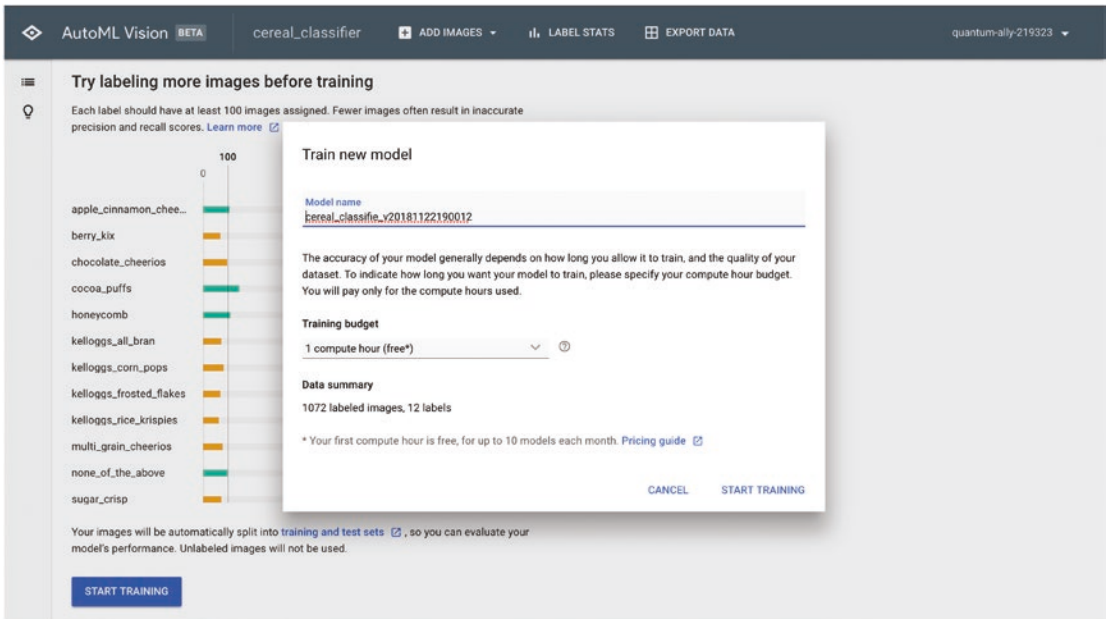 AutoML Vision BETA cereal_classifier ADD IMAGES LABEL STATS EXPORT DATA quantum-ally-219323
Try labeling more images before training
Each label should have at least 100 images assigned. Fewer images often result in inaccurate
precision and recall scores. Learn more
100
0
apple_cinnamon_chee...
berry_kix
chocolate_cheerios
cocoa_puffs
honeycomb
kelloggs_all_bran
kelloggs_corn_pops
kelloggs_frosted_flakes
kelloggs_rice_krispies
multi_grain_cheerios
none_of_the_above
sugar_crisp
Your images will be automatically split into training and test sets , so you can evaluate your
model's performance. Unlabeled images will not be used.
START TRAINING
Train new model
Model name
cereal_classifie_v20181122190012
The accuracy of your model generally depends on how long you allow it to train, and the quality of your
dataset. To indicate how long you want your model to train, please specify your compute hour budget.
You will pay only for the compute hours used.
Training budget
1 compute hour (free*)
Data summary
1072 labeled images, 12 labels
* Your first compute hour is free, for up to 10 models each month. Pricing guide
CANCEL START TRAINING